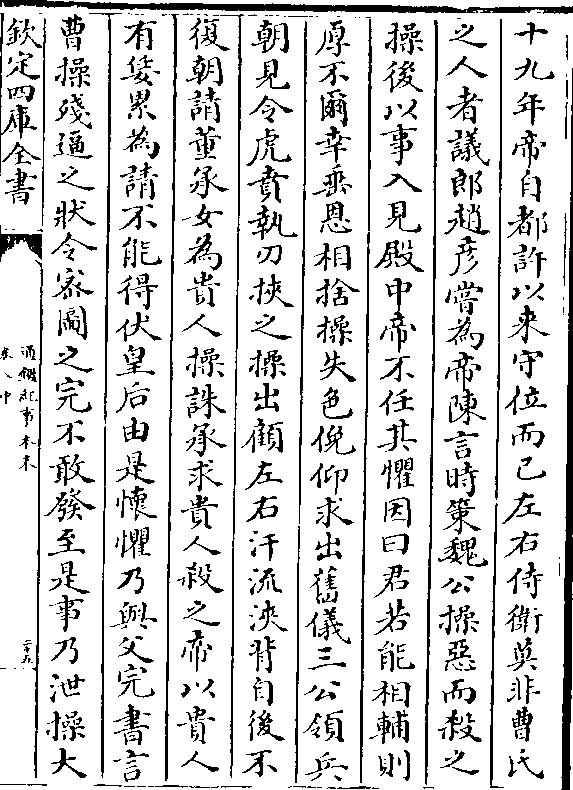 十九年帝自都許以来守位而已左右侍衛莫非曹氏
之人者議郎趙彦嘗為帝陳言時策魏公操惡而殺之
操後以事入見殿中帝不任其懼因曰君若能相輔則
厚不爾幸垂恩相捨操失色俛仰求出舊儀三公領兵
朝見令虎賁執刃挾之操出顧左右汗流浹背自後不
復朝請董承女為貴人操誅承求貴人殺之帝以貴人
有娠累為請不能得伏皇后由是懷懼乃與父完書言
曹操殘逼之狀令宻圖之完不敢發至是事乃泄操大
欽定四庫全書
通鑑紀事本末
卷八中
二十九